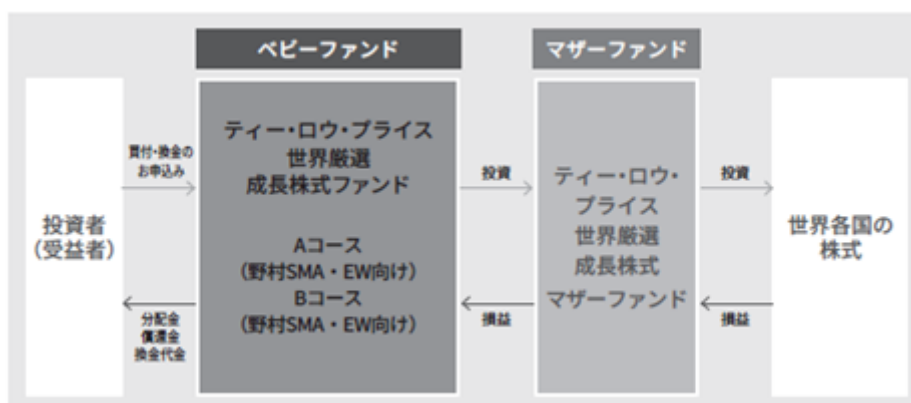 ベビーファンド
マザーファンド
投資者
（受益者）
買付・換金の
お申込み
分配金
償還金
換金代金
ティー・ロウ・プライス
世界厳選
成長株式ファンド
Aコース
（野村SMA・EW向け）
Bコース
（野村SMA・EW向け）
投資
損益
ティー・ロウ・
プライス
世界厳選
成長株式
マザーファンド
投資
損益
世界各国の
株式